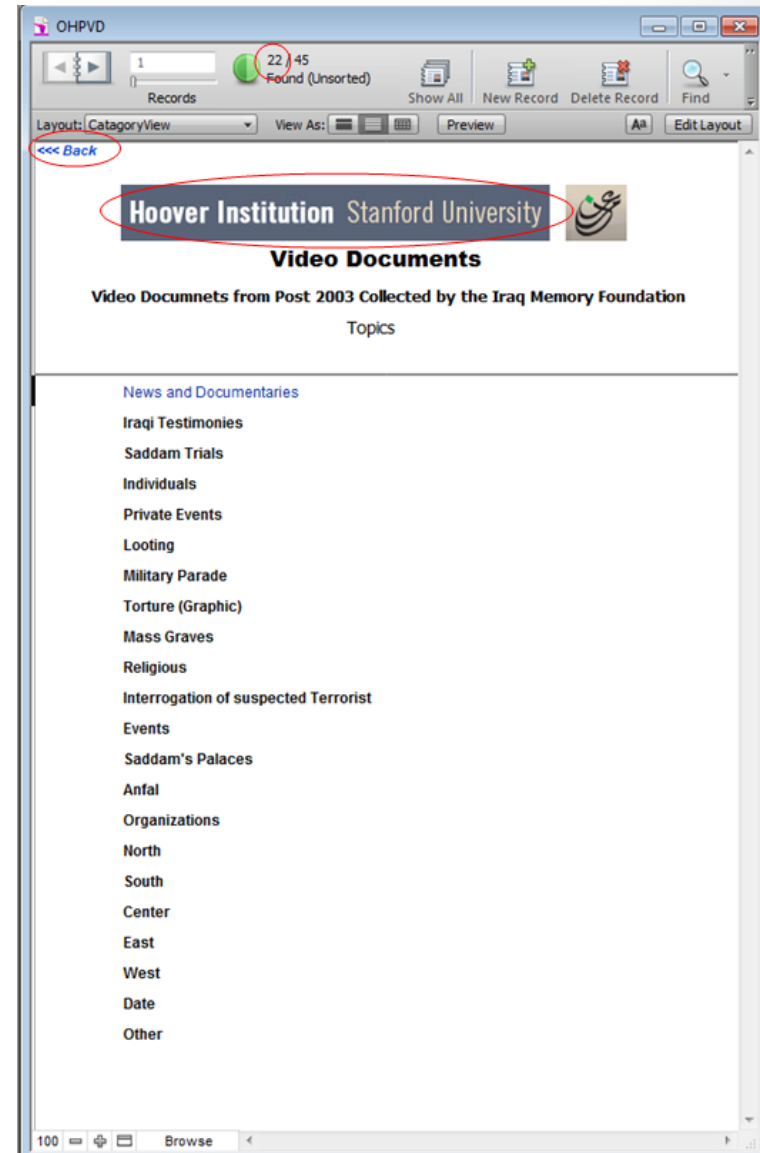 OHPVD
1
22 / 45
Found (Unsorted)
Records
Show All
New Record
Delete Record
Find
Layout: CatagoryView
View As:
Preview
Aa
Edit Layout
<<< Back
Hoover Institution Stanford University
Video Documents
Video Documnets from Post 2003 Collected by the Iraq Memory Foundation
Topics
News and Documentaries
Iraqi Testimonies
Saddam Trials
Individuals
Private Events
Looting
Military Parade
Torture (Graphic)
Mass Graves
Religious
Interrogation of suspected Terrorist
Events
Saddam's Palaces
Anfal
Organizations
North
South
Center
East
West
Date
Other
100
Browse